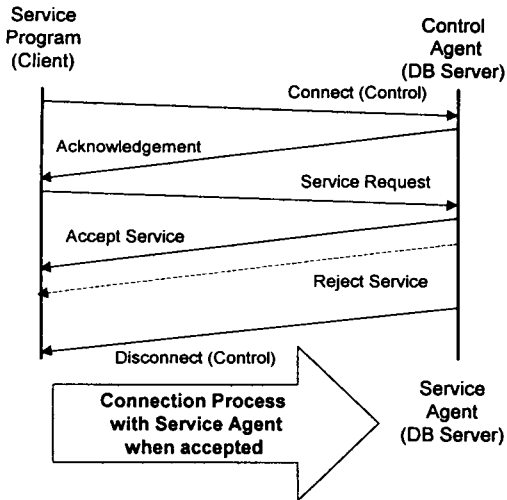 Service
Program
(Client)
Control
Agent
(DB Server)
Connect (Control)
Acknowledgement
Service Request
Accept Service
Reject Service
Disconnect (Control)
Connection Process
with Service Agent
when accepted
Service
Agent
(DB Server)